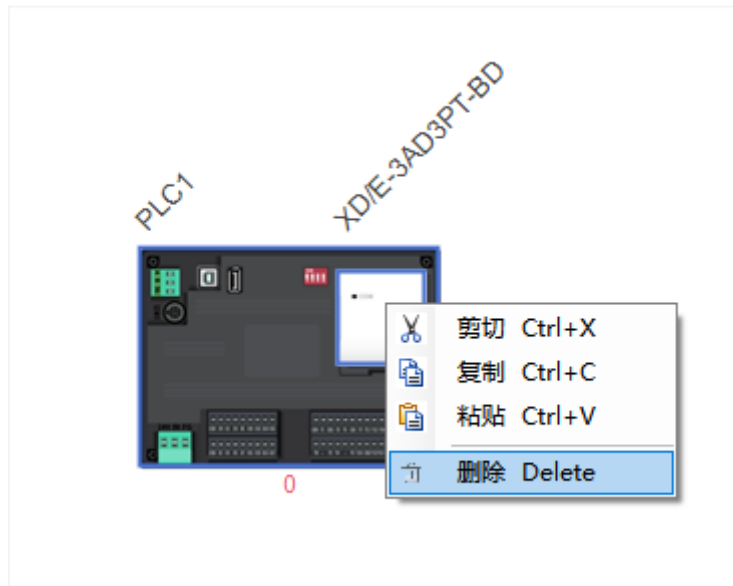 PLC1
XD/E-3AD3PT-BD
剪切 Ctrl+X
复制 Ctrl+C
粘贴 Ctrl+V
删除 Delete
0